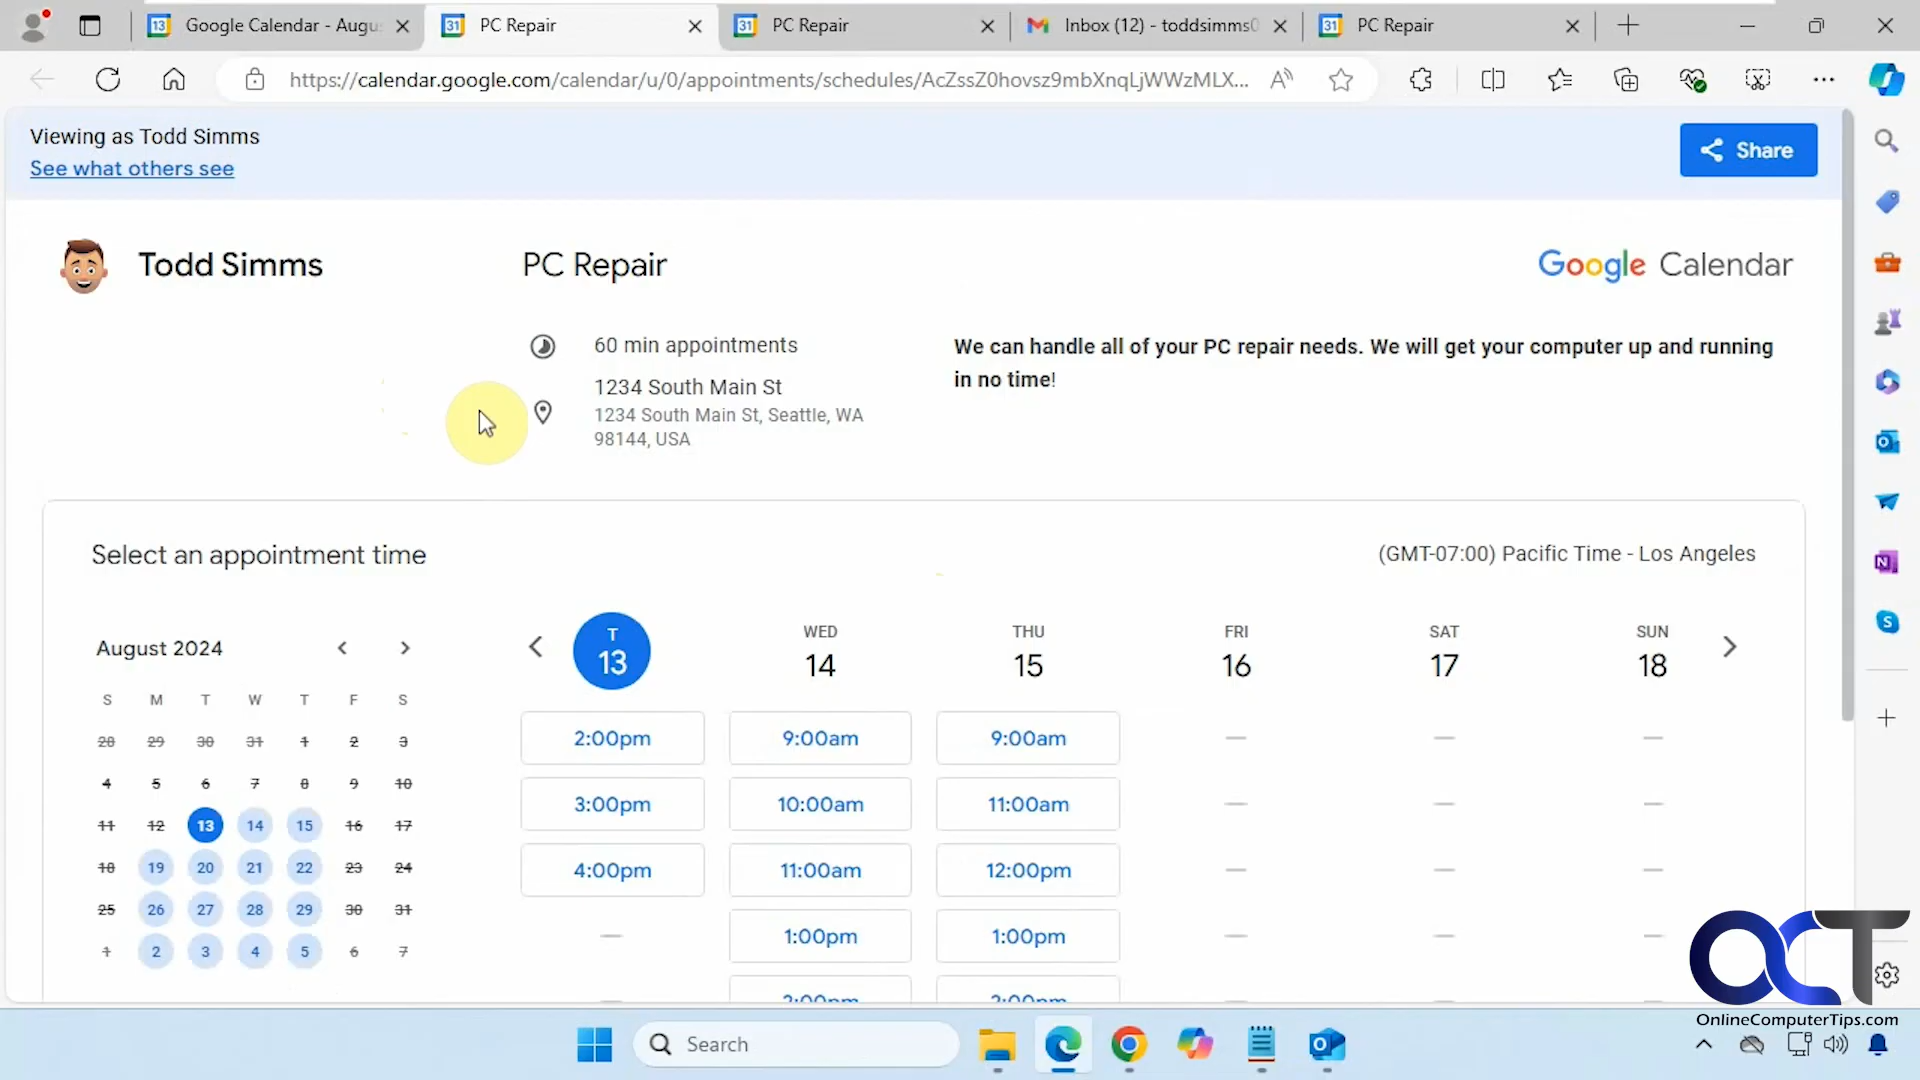 Google Calendar - Augu
PC Repair
PC Repair
Inbox (12) - toddsimms0
PC Repair
https://calendar.google.com/calendar/u/0/appointments/schedules/AcZssZ0hovsz9mbXnqLjWWzMLX...
Viewing as Todd Simms
See what others see
Share
Todd Simms
PC Repair
Google Calendar
60 min appointments
We can handle all of your PC repair needs. We will get your computer up and running
in no time!
1234 South Main St
1234 South Main St, Seattle, WA
98144, USA
Select an appointment time
(GMT-07:00) Pacific Time - Los Angeles
August 2024
S M T W T F S
28 29 30 31 1 2 3
4 5 6 7 8 9 10
11 12 13 14 15 16 17
18 19 20 21 22 23 24
25 26 27 28 29 30 31
1 2 3 4 5 6 7
T WED THU FRI SAT SUN
13 14 15 16 17 18
2:00pm 9:00am 9:00am — — —
3:00pm 10:00am 11:00am — — —
4:00pm 11:00am 12:00pm — — —
— 1:00pm 1:00pm — — —
— 2:00pm 2:00pm
OCT
OnlineComputerTips.com
Search